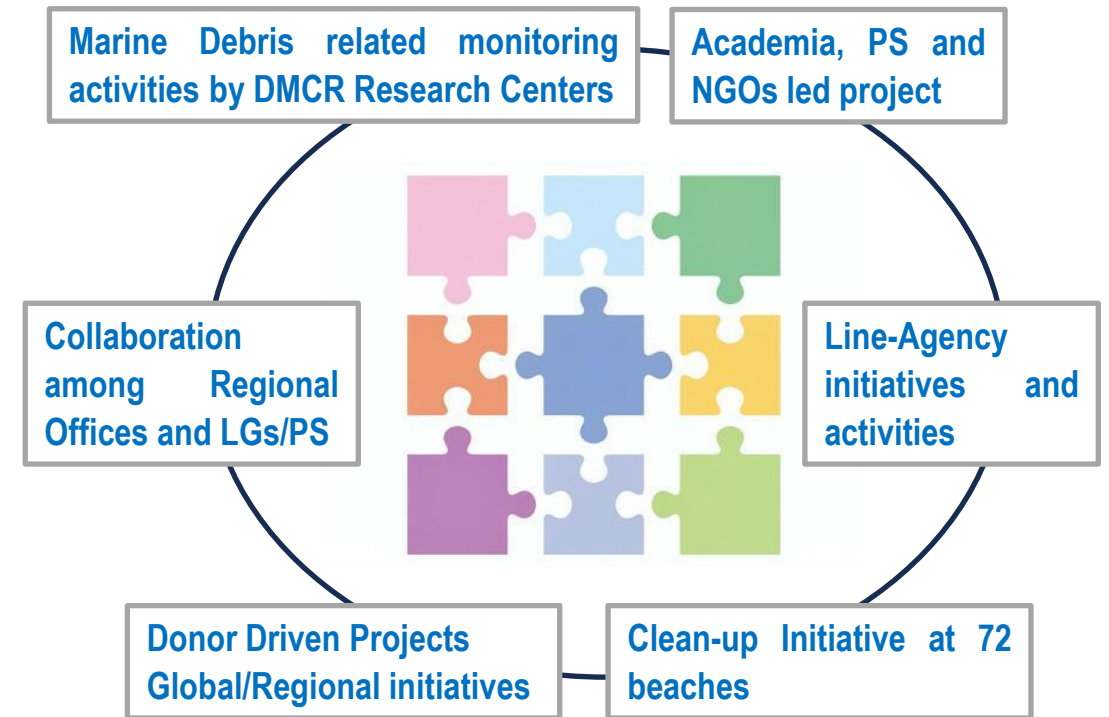 Marine Debris related monitoring
activities by DMCR Research Centers
Academia, PS and
NGOs led project
Collaboration
among Regional
Offices and LGs/PS
Line-Agency
initiatives and
activities
Donor Driven Projects
Global/Regional initiatives
Clean-up Initiative at 72
beaches